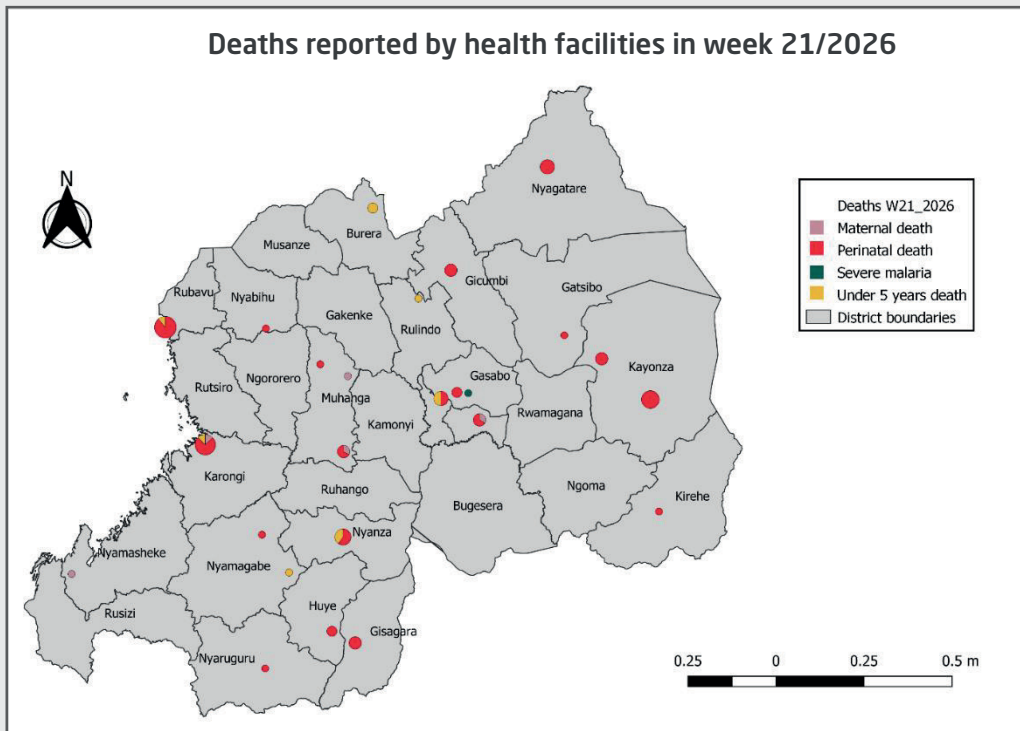 Deaths reported by health facilities in week 21/2026
N
Nyagatare
Burera
Musanze
Gicumbi
Gatsibo
Rubavu
Nyabihu
Gakenke
Rulindo
Kayonza
Gasabo
Rutsiro
Ngororero
Muhanga
Rwamagana
Kamonyi
Karongi
Ruhango
Bugesera
Ngoma
Kirehe
Nyanza
Nyamasheke
Nyamagabe
Rusizi
Huye
Gisagara
Nyaruguru
Deaths W21_2026
Maternal death
Perinatal death
Severe malaria
Under 5 years death
District boundaries
0.25 0 0.25 0.5 m